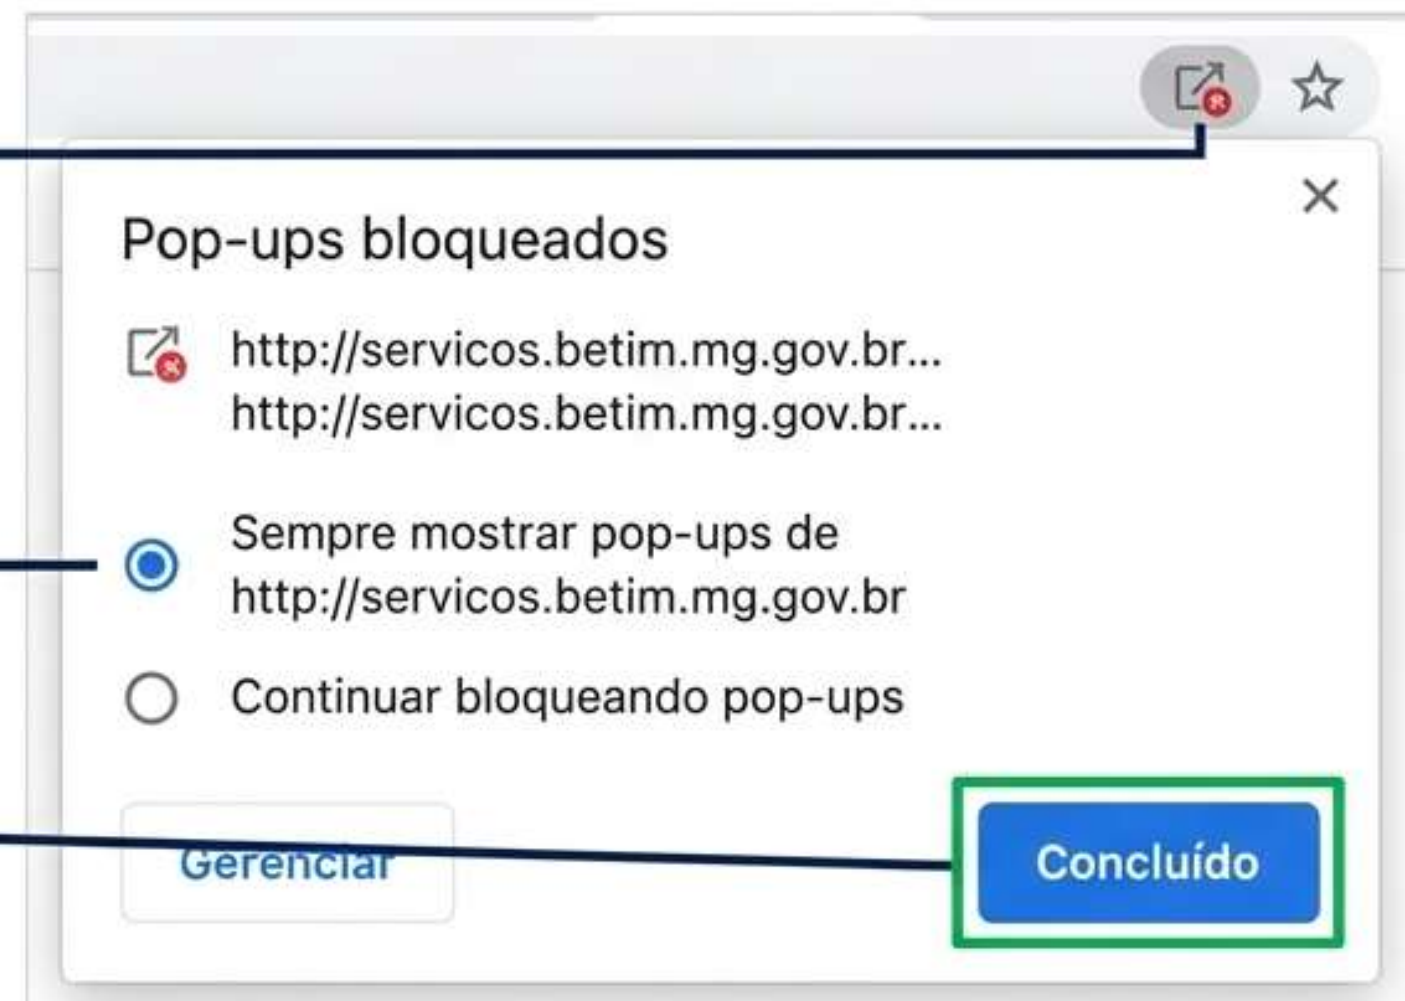 Pop-ups bloqueados
http://servicos.betim.mg.gov.br...
http://servicos.betim.mg.gov.br...
Sempre mostrar pop-ups de
http://servicos.betim.mg.gov.br
Continuar bloqueando pop-ups
Gerenciar
Concluído